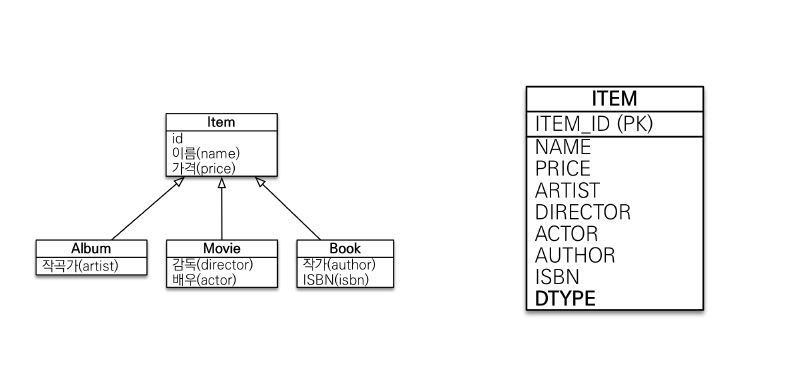 Item
id
이름(name)
가격(price)
Album
작곡가(artist)
Movie
감독(director)
배우(actor)
Book
작가(author)
ISBN(isbn)
ITEM
ITEM_ID (PK)
NAME
PRICE
ARTIST
DIRECTOR
ACTOR
AUTHOR
ISBN
DTYPE